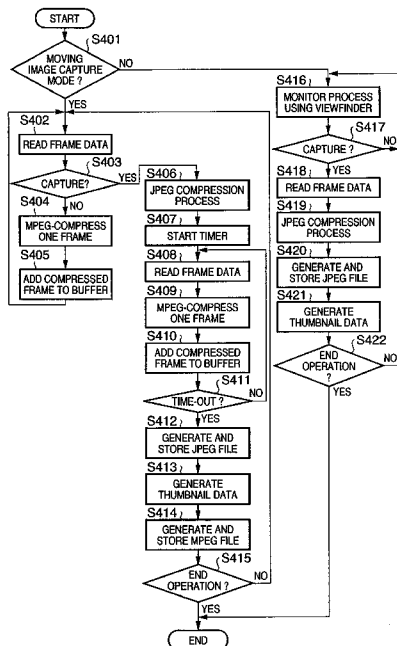 START
S401
MOVING
IMAGE CAPTURE
MODE ?
NO
YES
S402
READ FRAME DATA
S403
CAPTURE?
YES
NO
S404
MPEG-COMPRESS
ONE FRAME
S405
ADD COMPRESSED
FRAME TO BUFFER
S406
JPEG COMPRESSION
PROCESS
S407
START TIMER
S408
READ FRAME DATA
S409
MPEG-COMPRESS
ONE FRAME
S410
ADD COMPRESSED
FRAME TO BUFFER
S411
TIME-OUT ?
NO
YES
S412
GENERATE AND
STORE JPEG FILE
S413
GENERATE
THUMBNAIL DATA
S414
GENERATE AND
STORE MPEG FILE
S415
END
OPERATION ?
NO
YES
END
S416
MONITOR PROCESS
USING VIEWFINDER
S417
CAPTURE ?
NO
YES
S418
READ FRAME DATA
S419
JPEG COMPRESSION
PROCESS
S420
GENERATE AND
STORE JPEG FILE
S421
GENERATE
THUMBNAIL DATA
S422
END
OPERATION
?
NO
YES